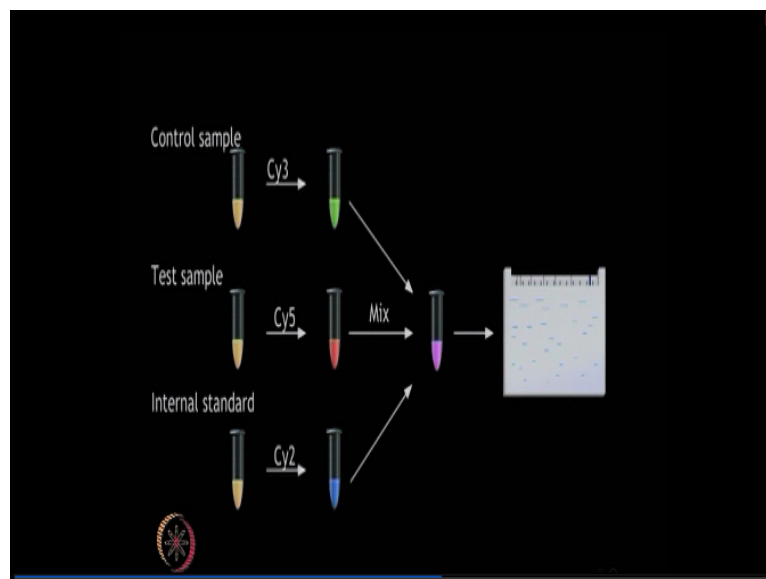 Control sample
Cy3
Test sample
Cy5
Mix
Internal standard
Cy2